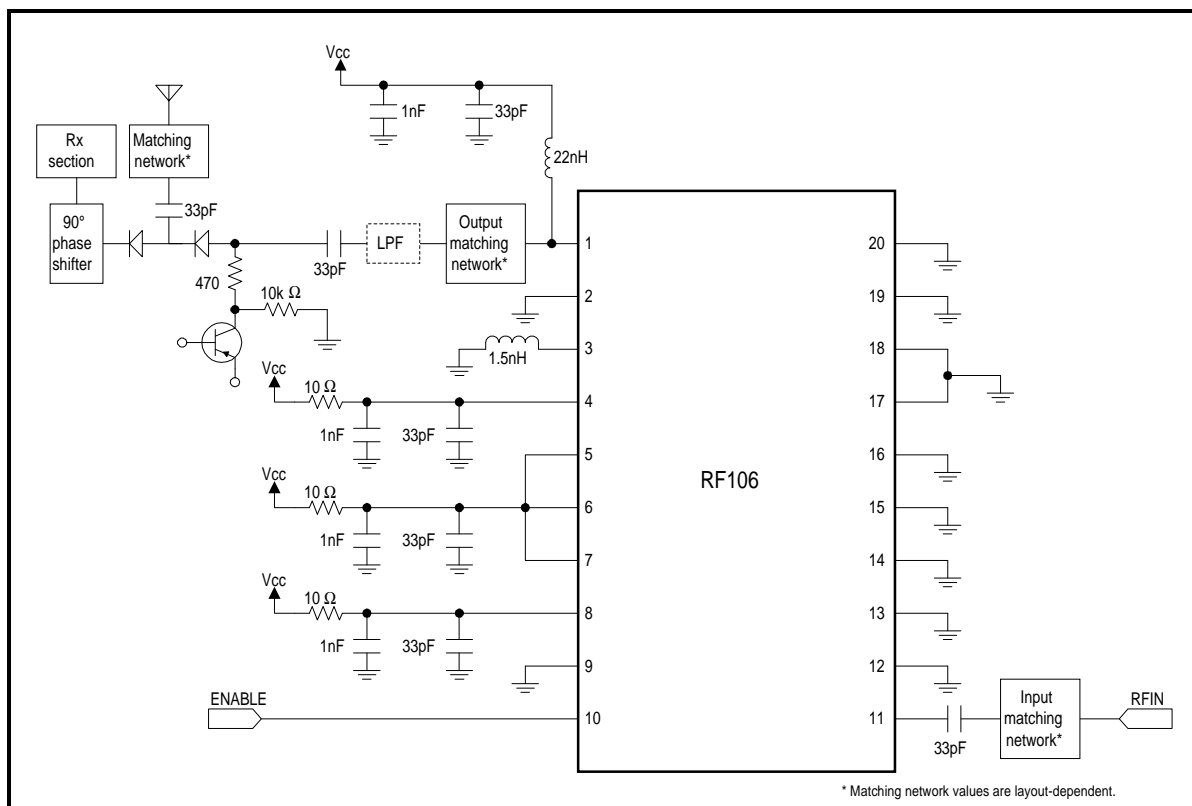 Vcc
1nF
33pF
22nH
Rx
section
Matching
network*
33pF
90°
phase
shifter
33pF
LPF
Output
matching
network*
470
10k Ω
1.5nH
Vcc
10 Ω
1nF
33pF
Vcc
10 Ω
1nF
33pF
Vcc
10 Ω
1nF
33pF
ENABLE
1
2
3
4
5
6
7
8
9
10
RF106
20
19
18
17
16
15
14
13
12
11
33pF
Input
matching
network*
RFIN
* Matching network values are layout-dependent.